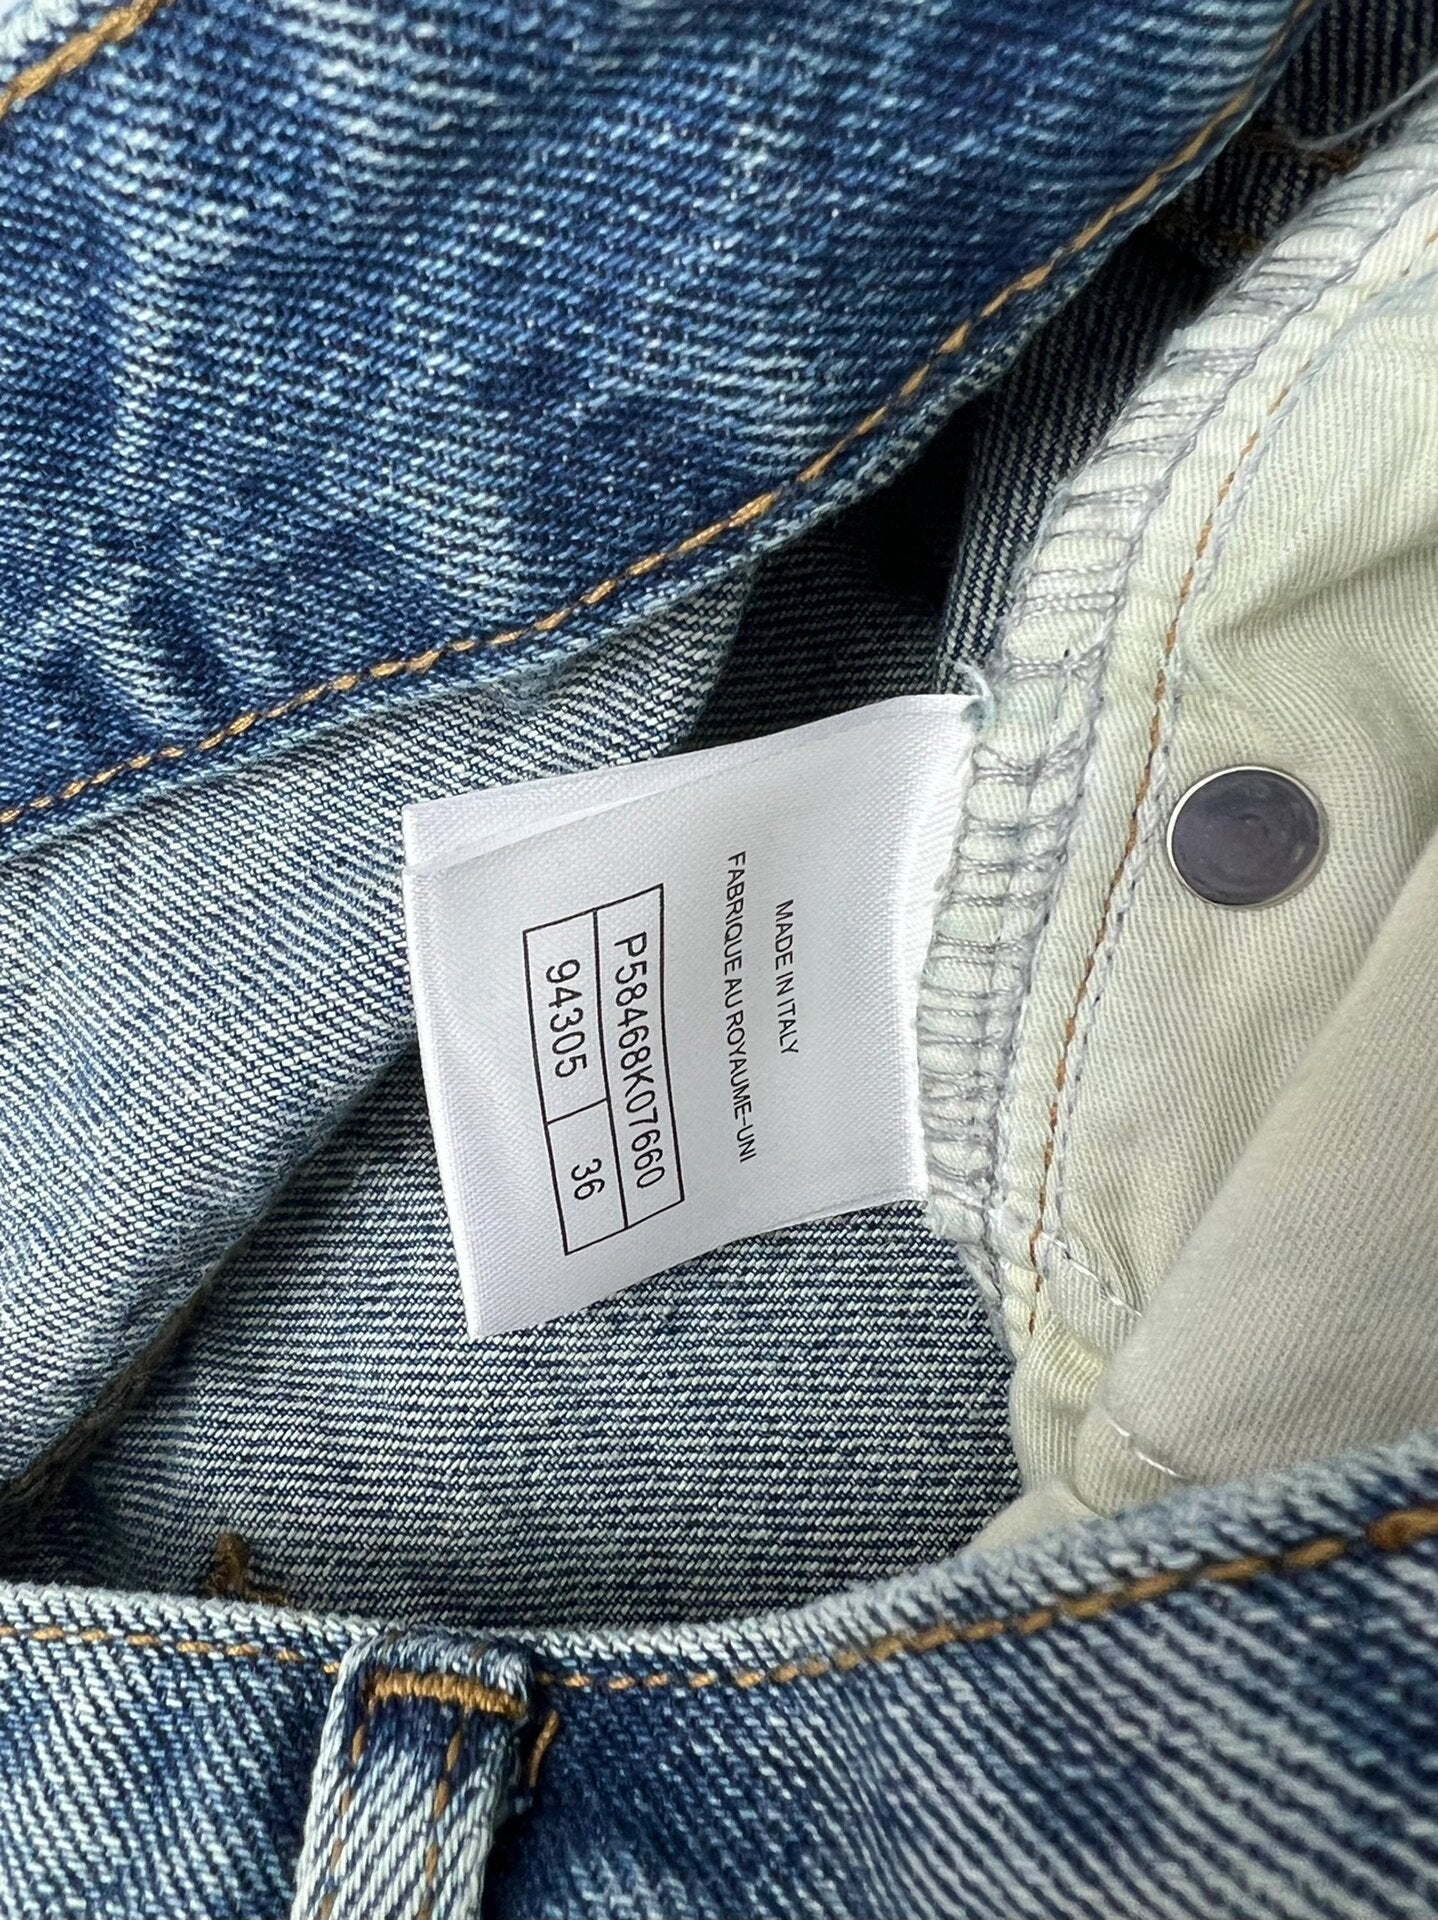 MADE IN ITALY
FABRIQUE AU ROYAUME-UNI
P58468K07660
94305 36